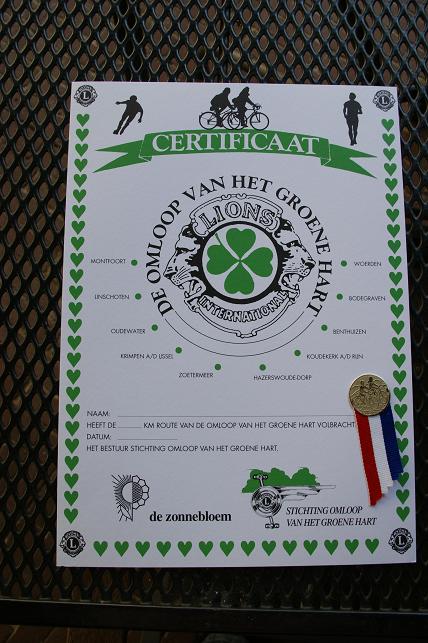 CERTIFICAAT
DE OMLOOP VAN HET GROENE HART
LIONS
INTERNATIONAL
MONTFOORT
WOERDEN
LINSCHOTEN
BODEGRAVEN
OUDEWATER
BENTHUIZEN
KRIMPEN A/D IJSSEL
KOUDEKERK A/D RIJN
ZOETERMEER
HAZERSWOUDE-DORP
NAAM:
HEEFT DE KM ROUTE VAN DE OMLOOP VAN HET GROENE HART VOLBRACHT
DATUM:
HET BESTUUR STICHTING OMLOOP VAN HET GROENE HART.
de zonnebloem
STICHTING OMLOOP
VAN HET GROENE HART